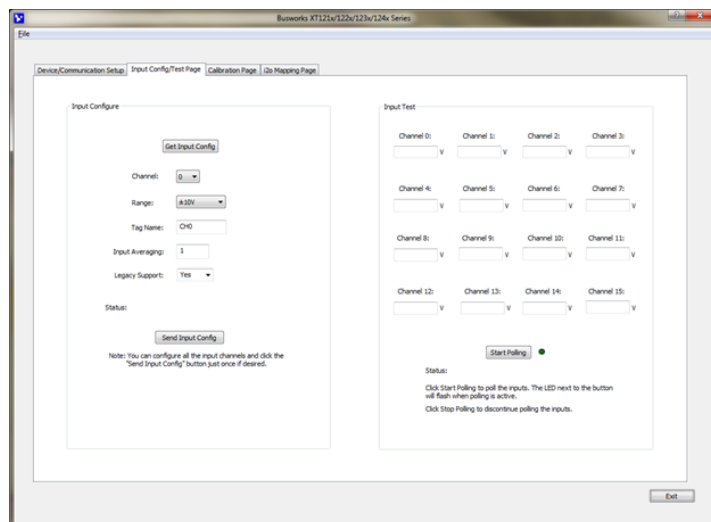 Busworks XT121x/122x/123x/124x Series
File
Device/Communication Setup Input Config/Test Page Calibration Page i2o Mapping Page
Input Configure
Get Input Config
Channel: 0
Range: ±10V
Tag Name: CH0
Input Averaging: 1
Legacy Support: Yes
Status:
Send Input Config
Note: You can configure all the input channels and click the
"Send Input Config" button just once if desired.
Input Test
Channel 0: Channel 1: Channel 2: Channel 3:
V V V V
Channel 4: Channel 5: Channel 6: Channel 7:
V V V V
Channel 8: Channel 9: Channel 10: Channel 11:
V V V V
Channel 12: Channel 13: Channel 14: Channel 15:
V V V V
Start Polling
Status:
Click Start Polling to poll the inputs. The LED next to the button
will flash when polling is active.
Click Stop Polling to discontinue polling the inputs.
Exit